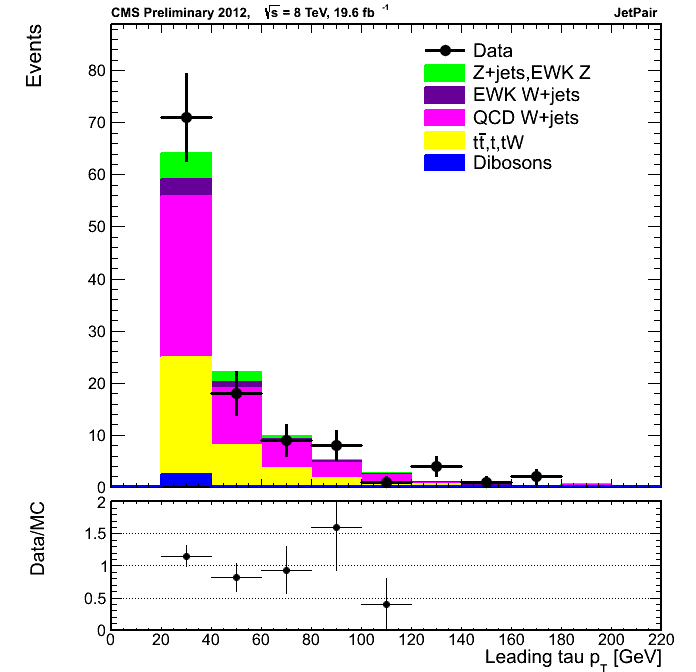 CMS Preliminary 2012, √s = 8 TeV, 19.6 fb⁻¹ JetPair
Events
Data
Z+jets,EWK Z
EWK W+jets
QCD W+jets
tt̄,t,tW
Dibosons
80
70
60
50
40
30
20
10
0
Data/MC
2
1.5
1
0.5
0
0 20 40 60 80 100 120 140 160 180 200 220
Leading tau p_T [GeV]